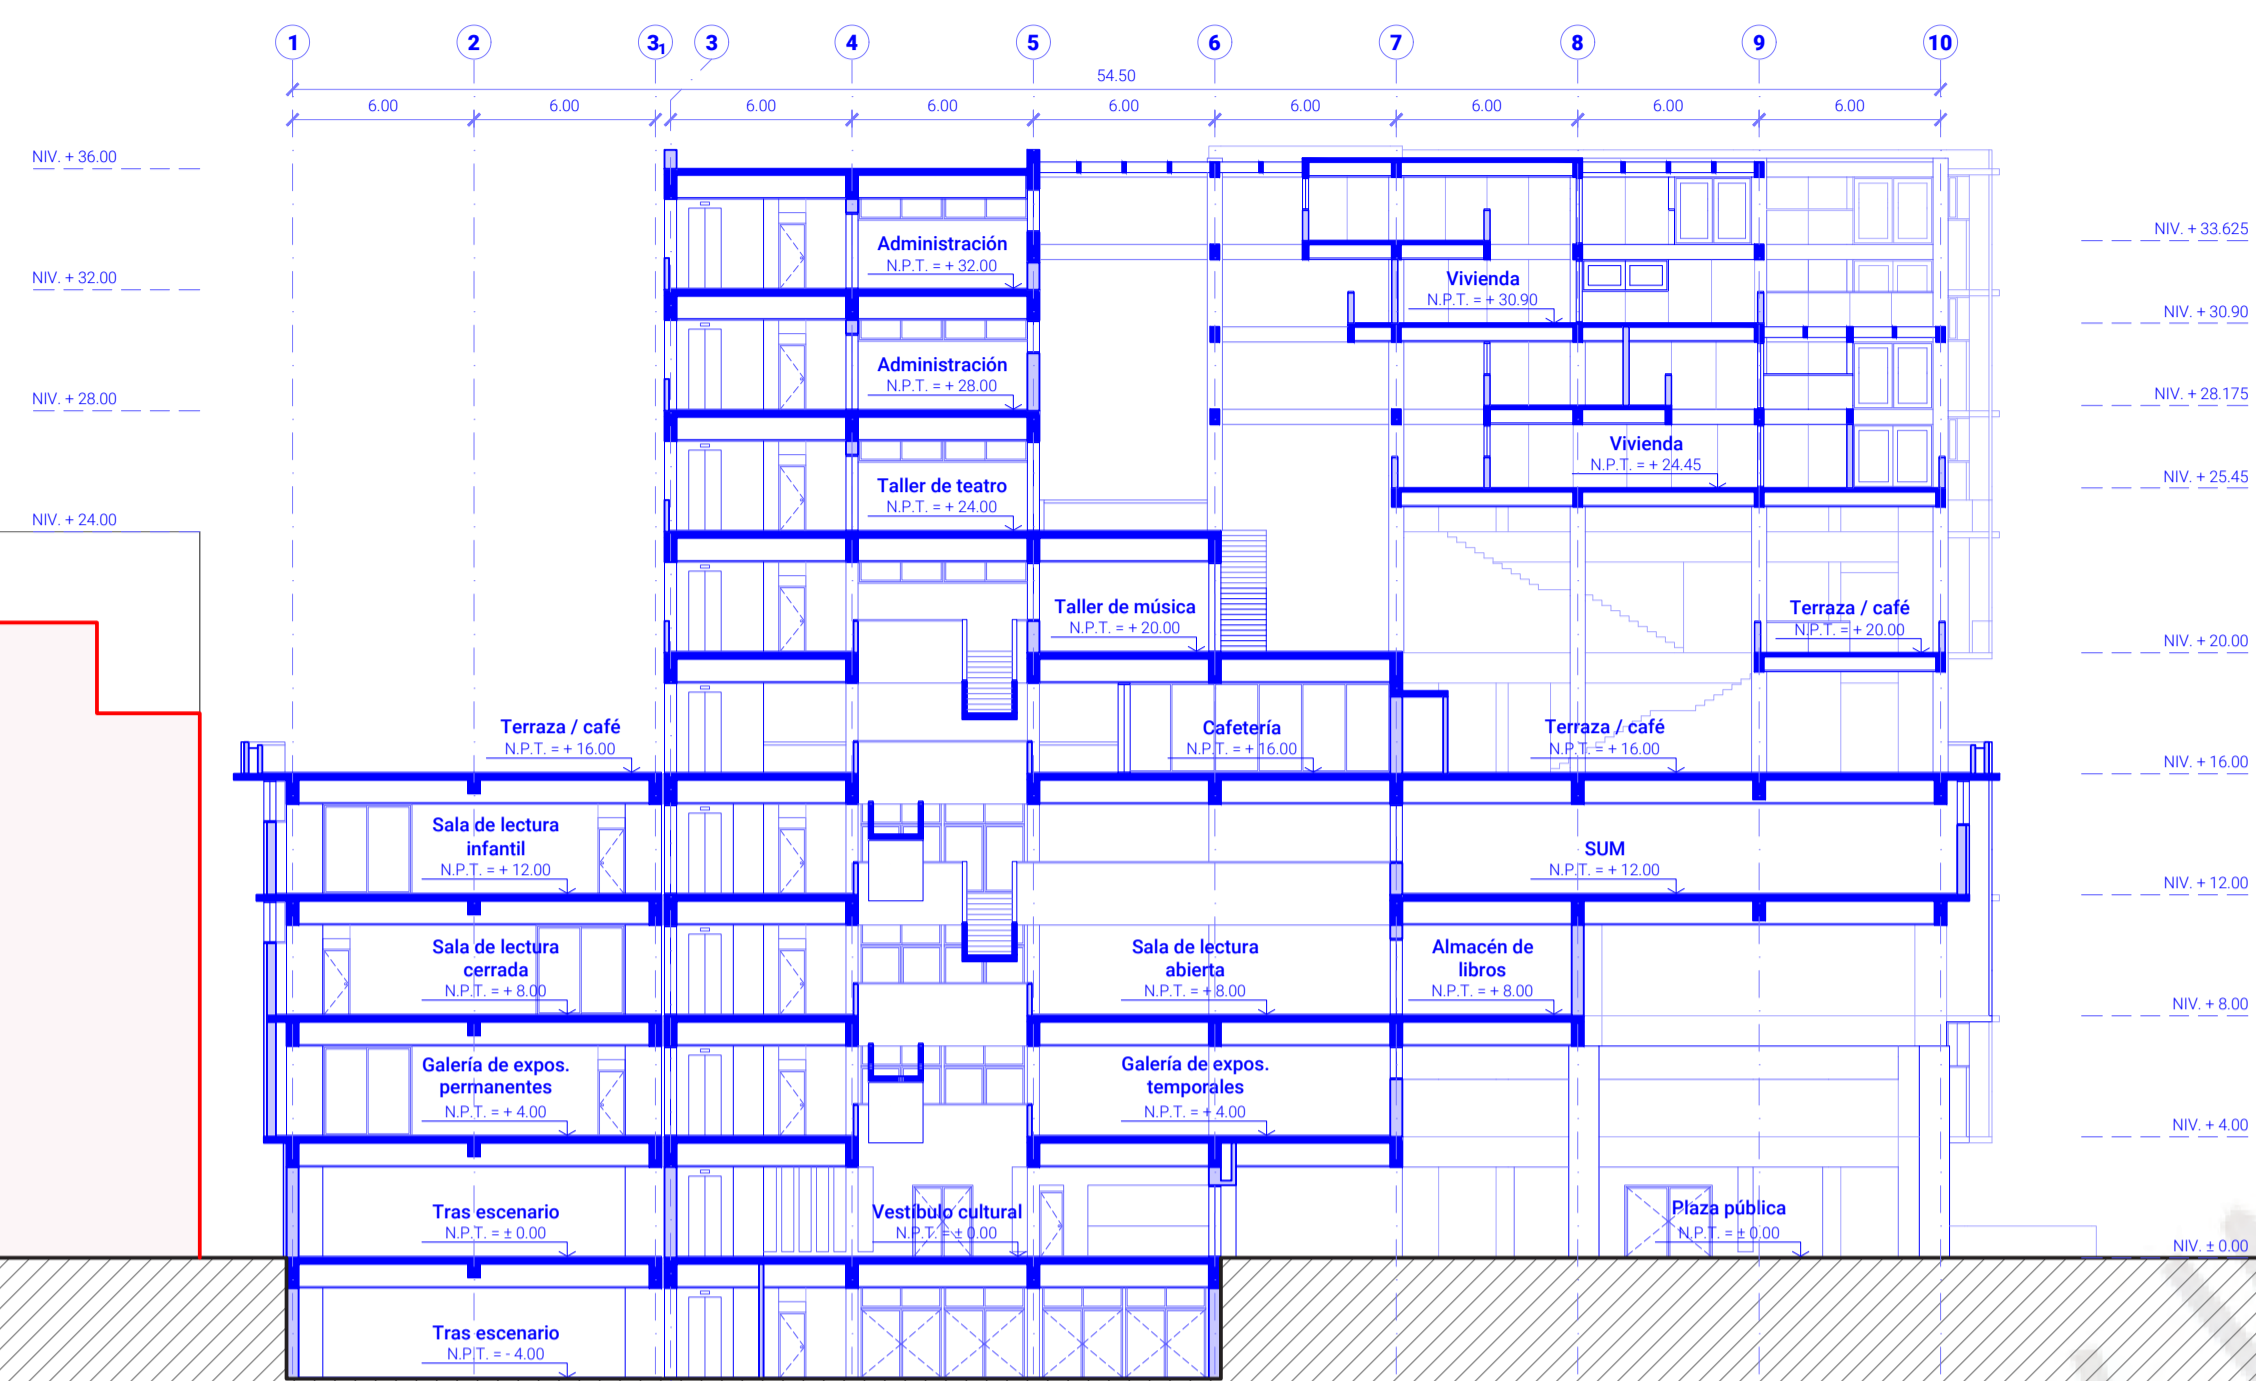 1 2 3₁ 3 4 5 6 7 8 9 10
54.50
6.00 6.00 6.00 6.00 6.00 6.00 6.00 6.00 6.00
NIV. + 36.00
NIV. + 33.625
Administración
N.P.T. = + 32.00
Vivienda
N.P.T. = + 30.90
NIV. + 32.00
NIV. + 30.90
Administración
N.P.T. = + 28.00
NIV. + 28.00
NIV. + 28.175
Vivienda
N.P.T. = + 24.45
Taller de teatro
N.P.T. = + 24.00
NIV. + 25.45
NIV. + 24.00
Taller de música
N.P.T. = + 20.00
Terraza / café
N.P.T. = + 20.00
NIV. + 20.00
Terraza / café
N.P.T. = + 16.00
Cafetería
N.P.T. = + 16.00
Terraza / café
N.P.T. = + 16.00
NIV. + 16.00
Sala de lectura
infantil
N.P.T. = + 12.00
SUM
N.P.T. = + 12.00
NIV. + 12.00
Sala de lectura
cerrada
N.P.T. = + 8.00
Sala de lectura
abierta
N.P.T. = + 8.00
Almacén de
libros
N.P.T. = + 8.00
NIV. + 8.00
Galería de expos.
permanentes
N.P.T. = + 4.00
Galería de expos.
temporales
N.P.T. = + 4.00
NIV. + 4.00
Tras escenario
N.P.T. = ± 0.00
Vestíbulo cultural
N.P.T. = ± 0.00
Plaza pública
N.P.T. = ± 0.00
NIV. ± 0.00
Tras escenario
N.P.T. = - 4.00